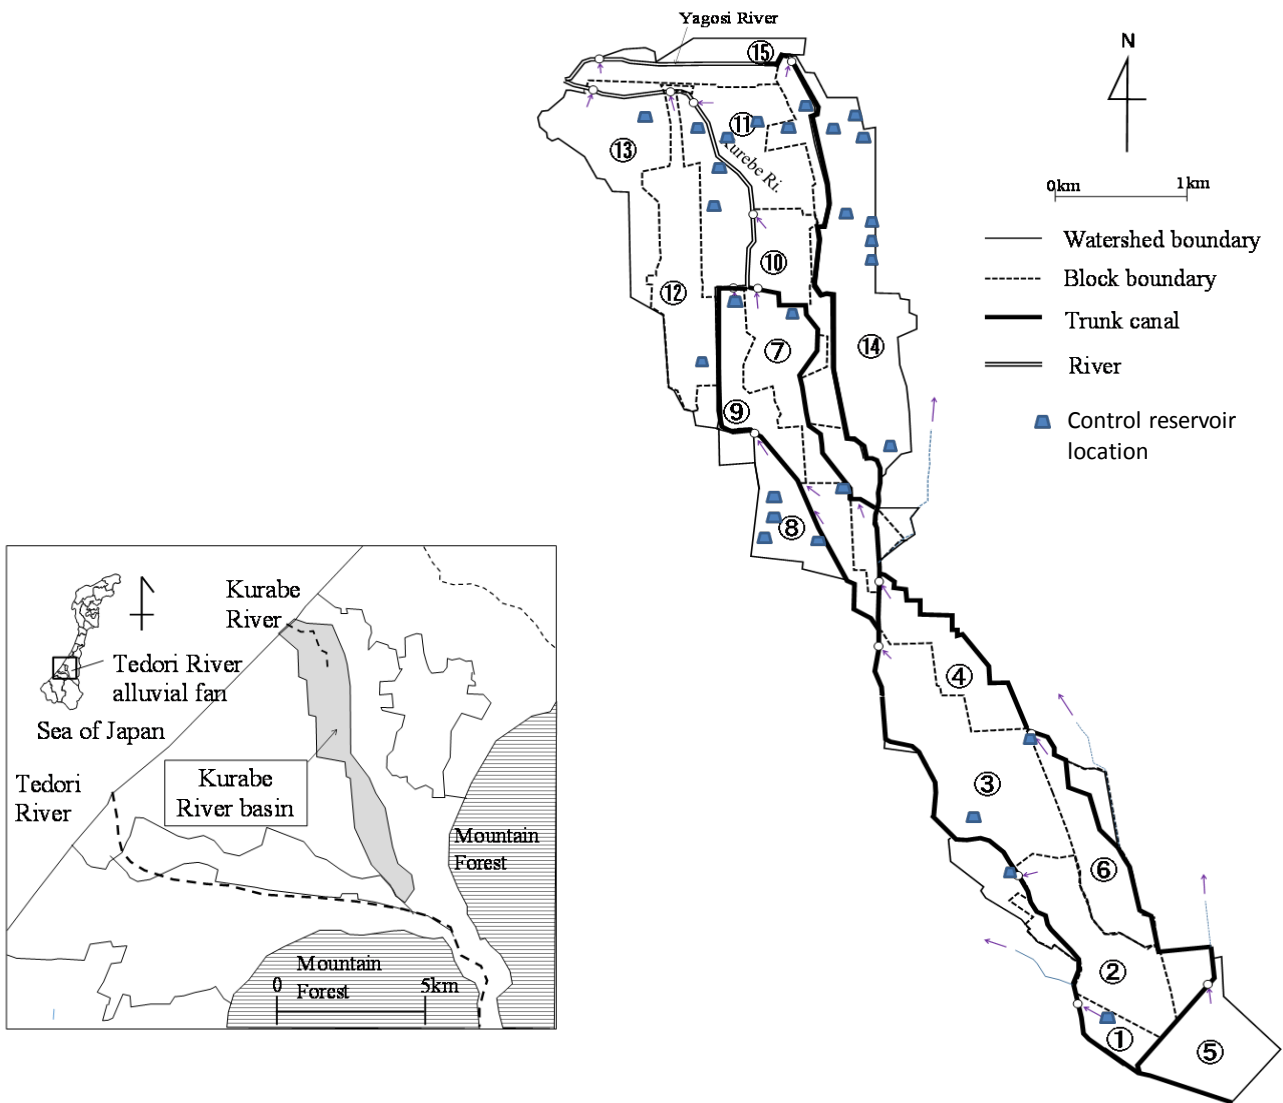 Yagosi River
N
⑮
⑪
⑬
urebe Ri.
0km 1km
Watershed boundary
Block boundary
Trunk canal
River
Control reservoir
location
⑩
⑫
⑦
⑭
⑨
⑧
④
③
⑥
②
①
⑤
Kurabe
River
Tedori River
alluvial fan
Sea of Japan
Tedori
River
Kurabe
River basin
Mountain
Forest
Mountain
Forest
0 5km